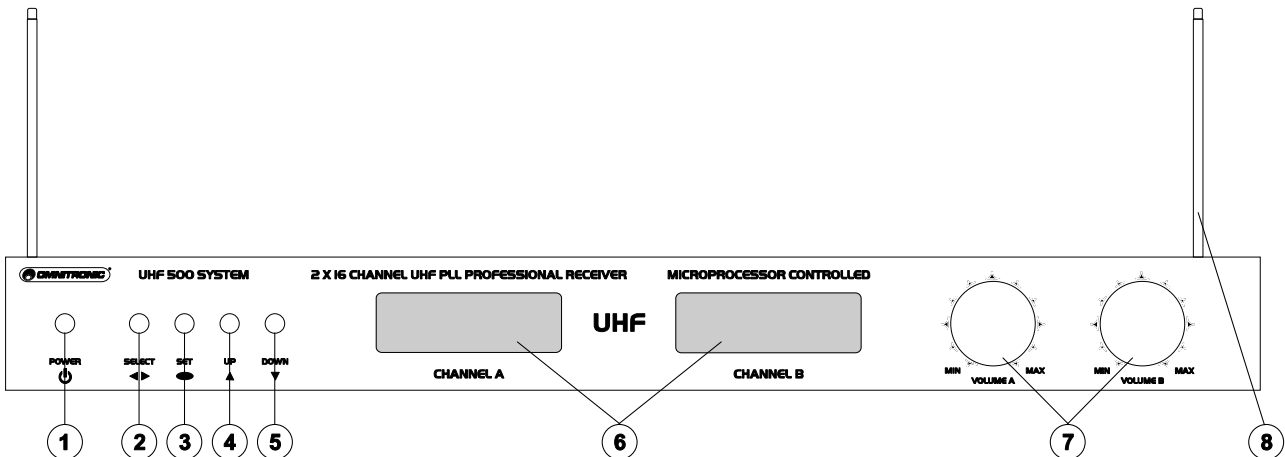 OMNITRONIC
UHF 500 SYSTEM
2 X 16 CHANNEL UHF PLL PROFESSIONAL RECEIVER
MICROPROCESSOR CONTROLLED
UHF
POWER
SELECT
SET
UP
DOWN
CHANNEL A
CHANNEL B
MIN
MAX
VOLUME A
MIN
MAX
VOLUME B
1
2
3
4
5
6
7
8